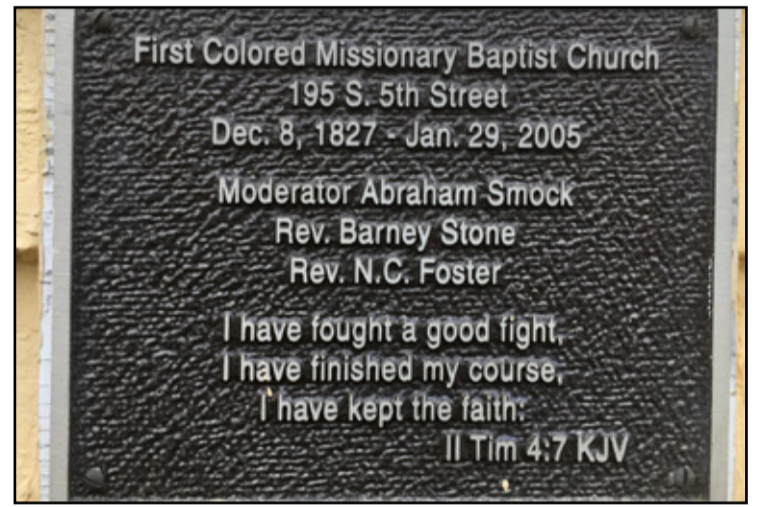 First Colored Missionary Baptist Church
195 S. 5th Street
Dec. 8, 1827 - Jan. 29, 2005
Moderator Abraham Smock
Rev. Barney Stone
Rev. N.C. Foster
I have fought a good fight,
I have finished my course,
I have kept the faith:
II Tim 4:7 KJV